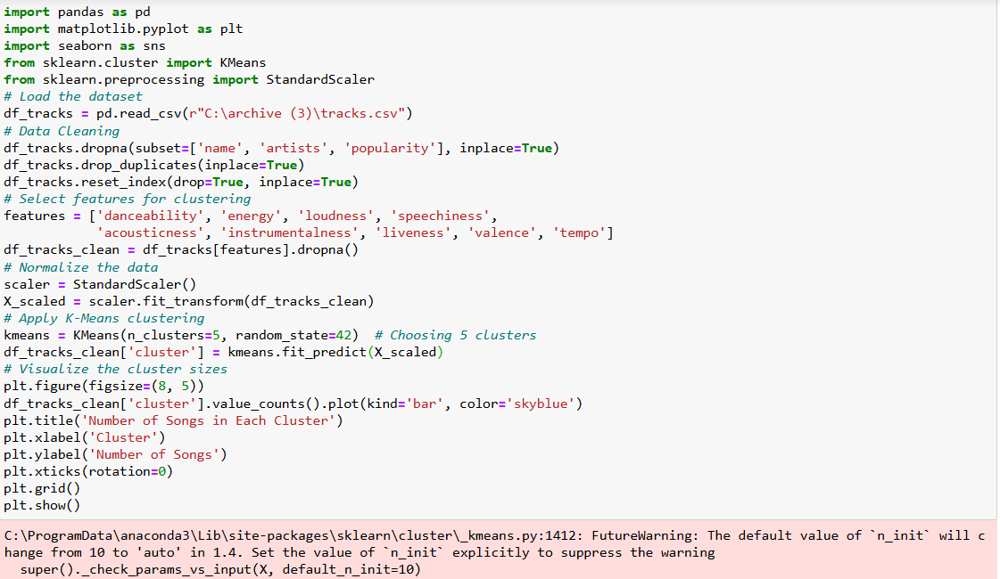 import pandas as pd
import matplotlib.pyplot as plt
import seaborn as sns
from sklearn.cluster import KMeans
from sklearn.preprocessing import StandardScaler
# Load the dataset
df_tracks = pd.read_csv(r"C:\archive (3)\tracks.csv")
# Data Cleaning
df_tracks.dropna(subset=['name', 'artists', 'popularity'], inplace=True)
df_tracks.drop_duplicates(inplace=True)
df_tracks.reset_index(drop=True, inplace=True)
# Select features for clustering
features = ['danceability', 'energy', 'loudness', 'speechiness',
            'acousticness', 'instrumentalness', 'liveness', 'valence', 'tempo']
df_tracks_clean = df_tracks[features].dropna()
# Normalize the data
scaler = StandardScaler()
X_scaled = scaler.fit_transform(df_tracks_clean)
# Apply K-Means clustering
kmeans = KMeans(n_clusters=5, random_state=42)  # Choosing 5 clusters
df_tracks_clean['cluster'] = kmeans.fit_predict(X_scaled)
# Visualize the cluster sizes
plt.figure(figsize=(8, 5))
df_tracks_clean['cluster'].value_counts().plot(kind='bar', color='skyblue')
plt.title('Number of Songs in Each Cluster')
plt.xlabel('Cluster')
plt.ylabel('Number of Songs')
plt.xticks(rotation=0)
plt.grid()
plt.show()
C:\ProgramData\anaconda3\Lib\site-packages\sklearn\cluster\_kmeans.py:1412: FutureWarning: The default value of `n_init` will c
hange from 10 to 'auto' in 1.4. Set the value of `n_init` explicitly to suppress the warning
  super()._check_params_vs_input(X, default_n_init=10)